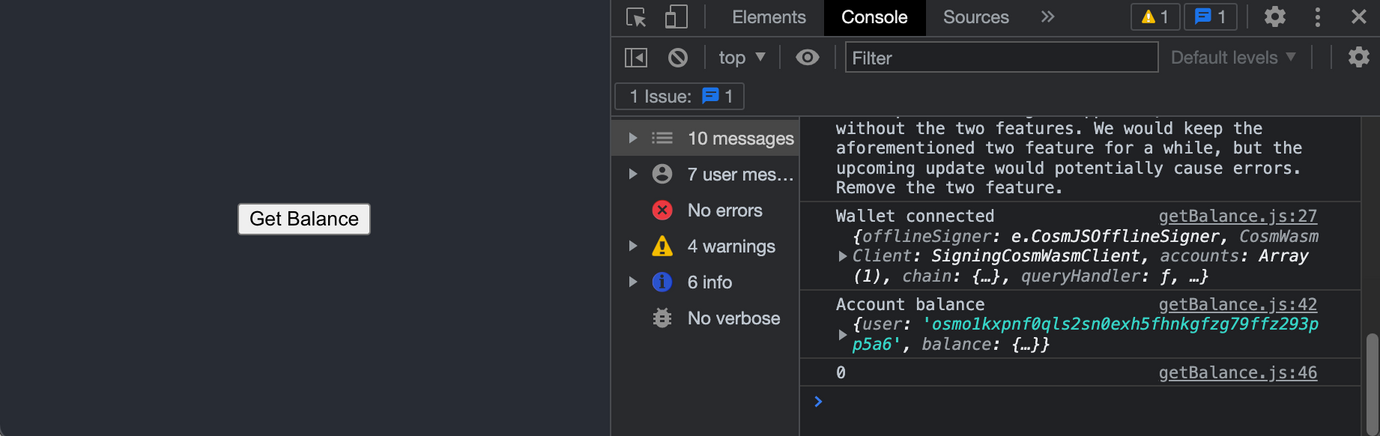 Get Balance
Elements
Console
Sources
1
1
top
Filter
Default levels
1 Issue:
1
10 messages
7 user mes…
No errors
4 warnings
6 info
No verbose
without the two features. We would keep the
aforementioned two feature for a while, but the
upcoming update would potentially cause errors.
Remove the two feature.
Wallet connected getBalance.js:27
{offlineSigner: e.CosmJSOfflineSigner, CosmWasm
Client: SigningCosmWasmClient, accounts: Array
(1), chain: {…}, queryHandler: ƒ, …}
Account balance getBalance.js:42
{user: 'osmo1kxpnf0qls2sn0exh5fhnkgfzg79ffz293p
p5a6', balance: {…}}
0 getBalance.js:46